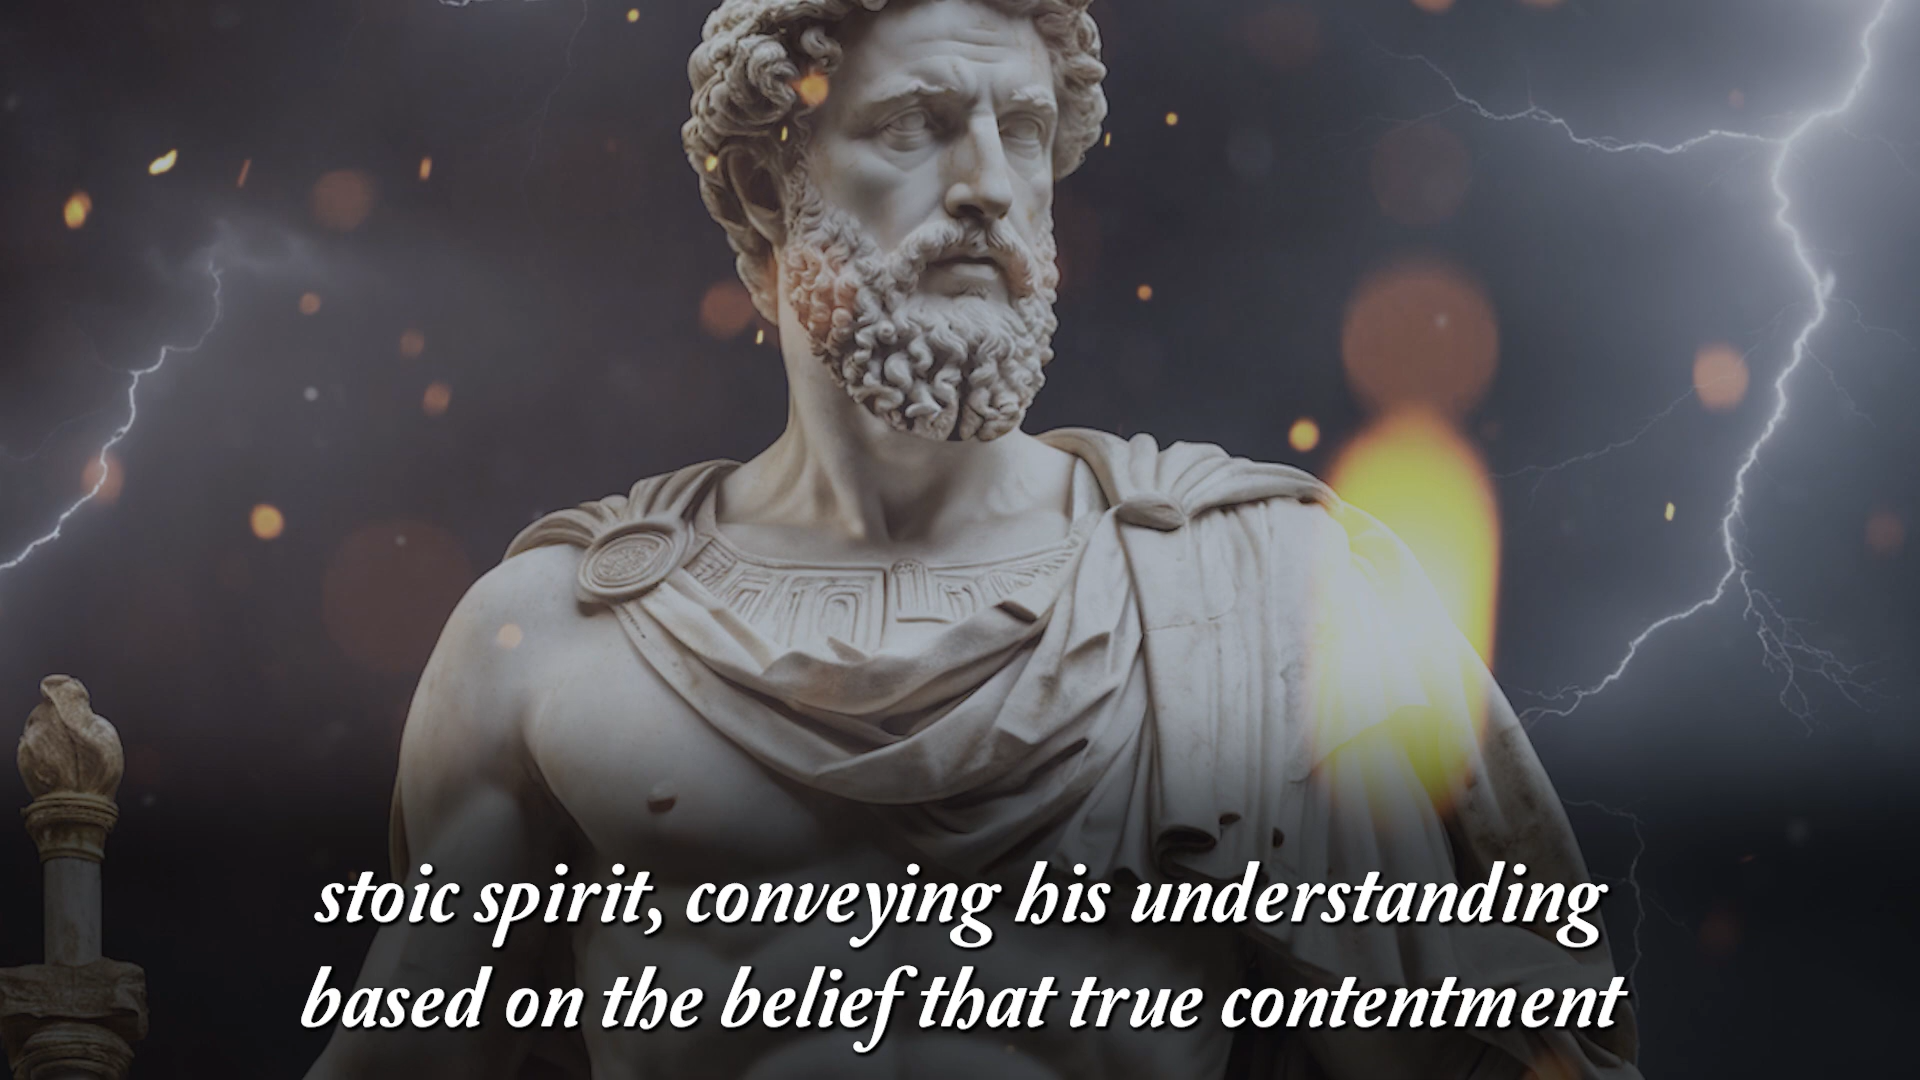 stoic spirit, conveying his understanding
based on the belief that true contentment